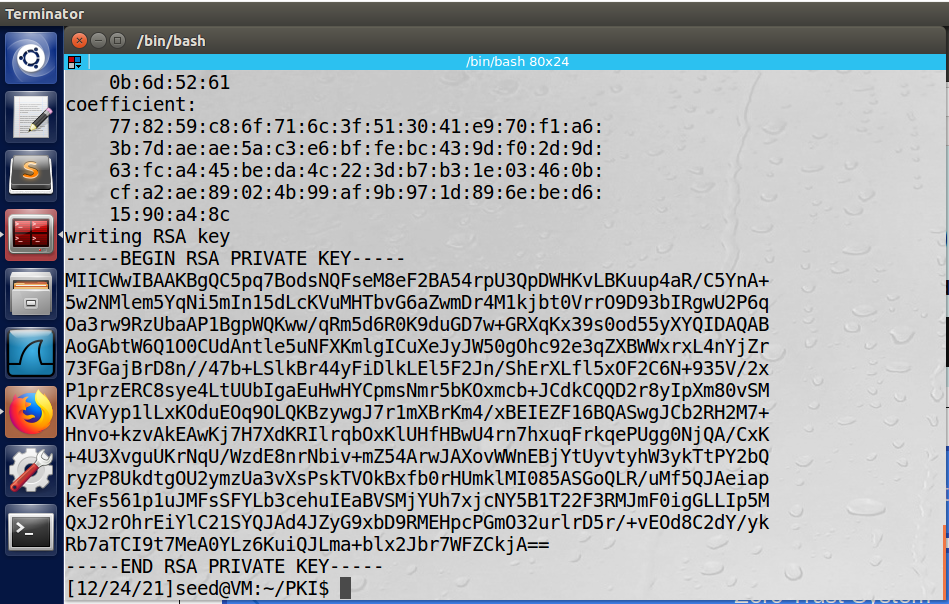 Terminator
/bin/bash
/bin/bash 80x24
0b:6d:52:61
coefficient:
77:82:59:c8:6f:71:6c:3f:51:30:41:e9:70:f1:a6:
3b:7d:ae:ae:5a:c3:e6:bf:fe:bc:43:9d:f0:2d:9d:
63:fc:a4:45:be:da:4c:22:3d:b7:b3:1e:03:46:0b:
cf:a2:ae:89:02:4b:99:af:9b:97:1d:89:6e:be:d6:
15:90:a4:8c
writing RSA key
-----BEGIN RSA PRIVATE KEY-----
MIICWwIBAAKBgQC5pq7BodsNQFseM8eF2BA54rpU3QpDWHKvLBKuup4aR/C5YnA+
5w2NMlem5YqNi5mIn15dLcKVuMHTbvG6aZwmDr4M1kjbt0VrrO9D93bIRgwU2P6q
Oa3rw9RzUbaAP1BgpWQKww/qRm5d6R0K9duGD7w+GRXqKx39s0od55yXYQIDAQAB
AoGAbtW6Q1O0CUdAntle5uNFXKmlgICuXeJyJW50gOhc92e3qZXBWWxrxL4nYjZr
73FGajBrD8n//47b+LSlkBr44yFiDlkLEl5F2Jn/ShErXLfl5xOF2C6N+935V/2x
P1przERC8sye4LtUUbIgaEuHwHYCpmsNmr5bKOxmcb+JCdkCQQD2r8yIpXm80vSM
KVAYyp1lLxKOduEOq9OLQKBzywgJ7r1mXBrKm4/xBEIEZF16BQASwgJCb2RH2M7+
Hnvo+kzvAkEAwKj7H7XdKRIlrqbOxKlUHfHBwU4rn7hxuqFrkqePUgg0NjQA/CxK
+4U3XvguUKrNqU/WzdE8nrNbiv+mZ54ArwJAXovWWnEBjYtUyvtyhW3ykTtPY2bQ
ryzP8UkdtgOU2ymzUa3vXsPskTVOkBxfb0rHUmklMI085ASGoQLR/uMf5QJAeiap
keFs561p1uJMFsSFYLb3cehuIEaBVSMjYUh7xjcNY5B1T22F3RMJmF0igGLLIp5M
QxJ2rOhrEiYlC21SYQJAd4JZyG9xbD9RMEHpcPGmO32urlrD5r/+vEOd8C2dY/yk
Rb7aTCI9t7MeA0YLz6KuiQJLma+blx2Jbr7WFZCkjA==
-----END RSA PRIVATE KEY-----
[12/24/21]seed@VM:~/PKI$